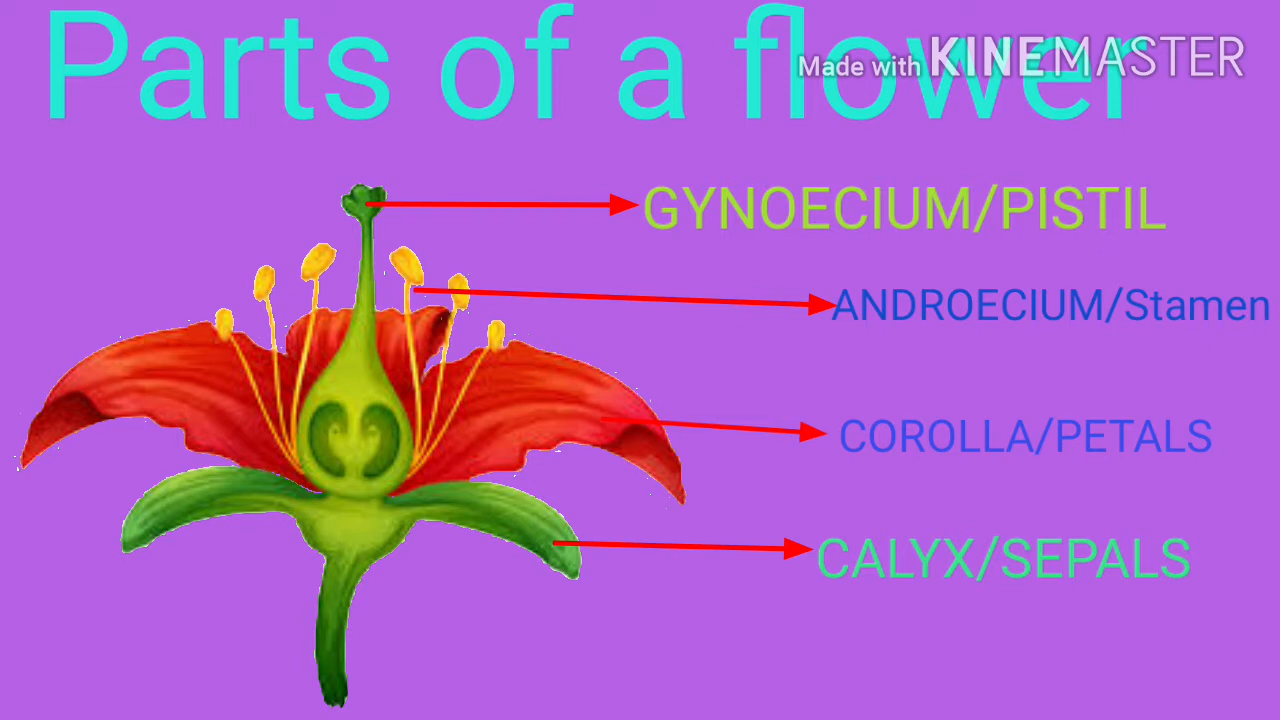 Parts of a flower
Made with KINEMASTER
GYNOECIUM/PISTIL
ANDROECIUM/Stamen
COROLLA/PETALS
CALYX/SEPALS